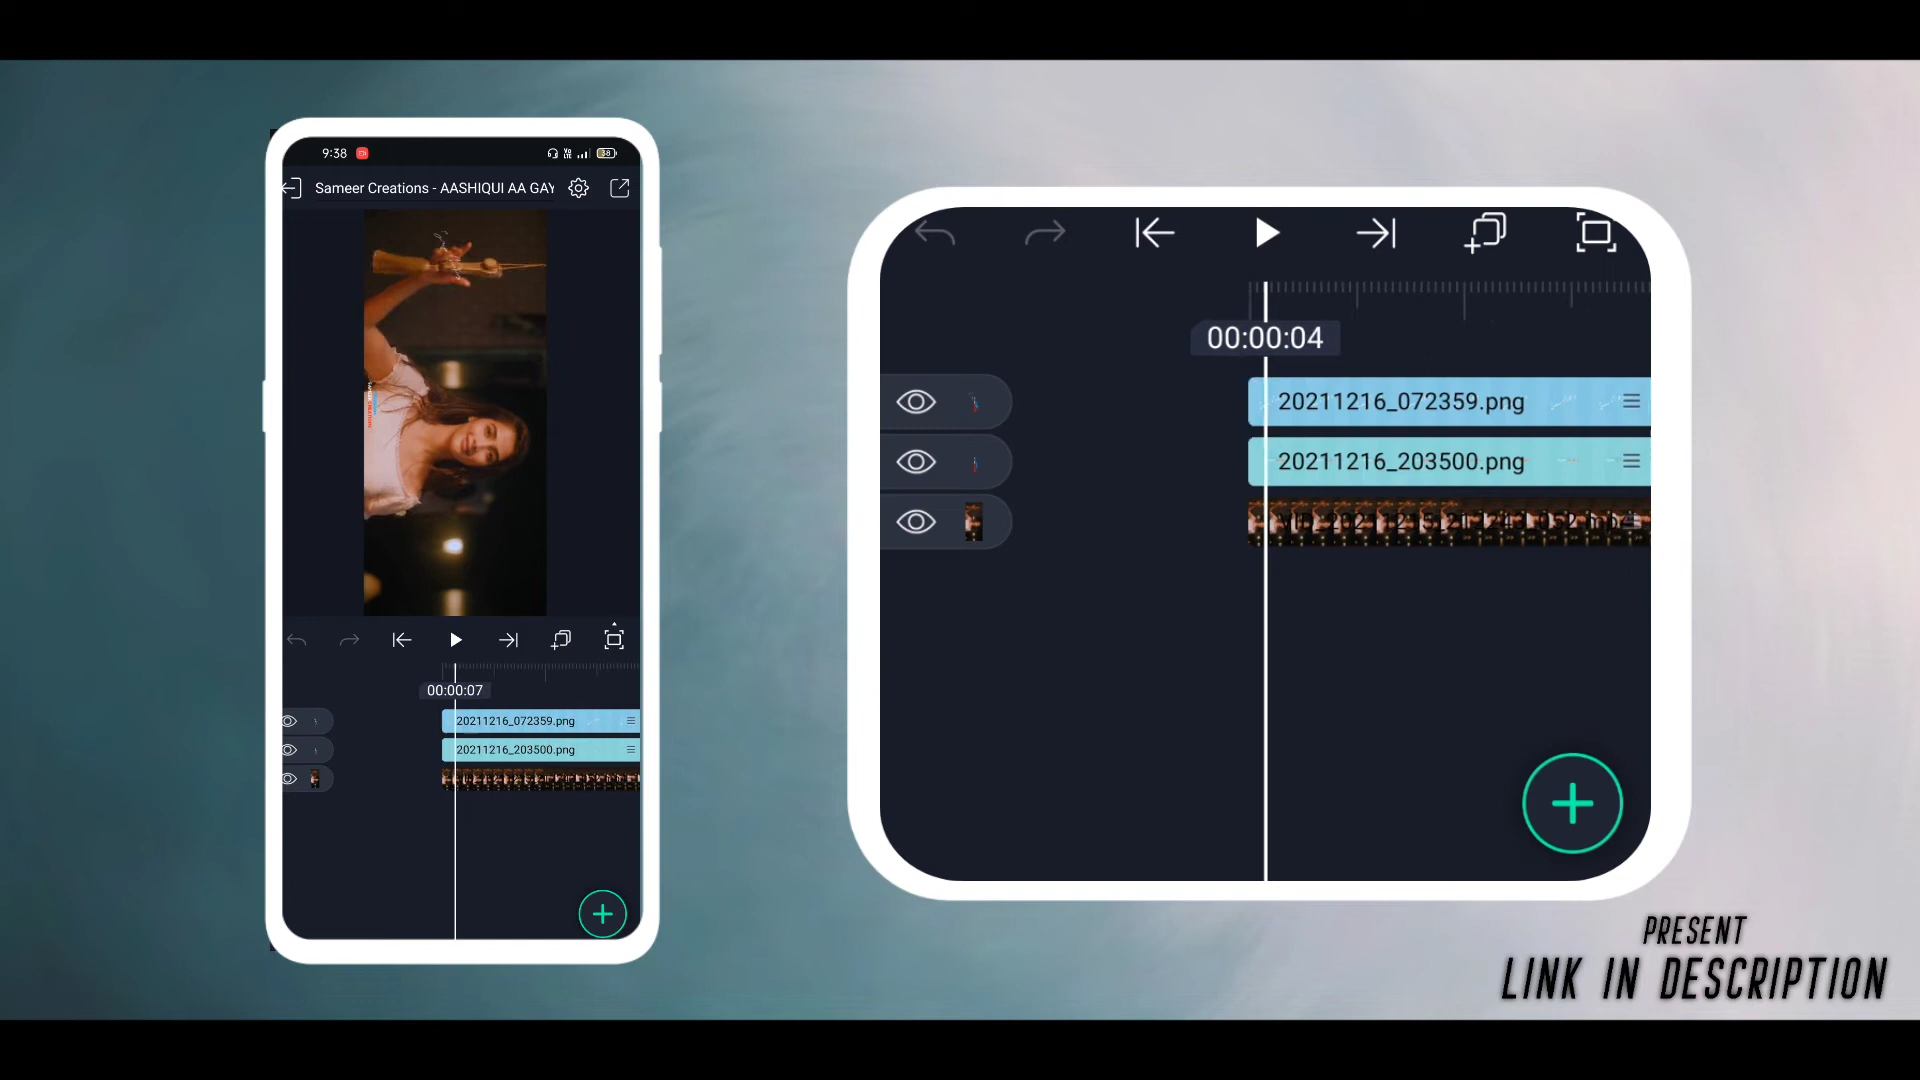 9:38
38
Sameer Creations - AASHIQUI AA GAY
00:00:07
20211216_072359.png
20211216_203500.png
00:00:04
20211216_072359.png
20211216_203500.png
PRESENT
LINK IN DESCRIPTION